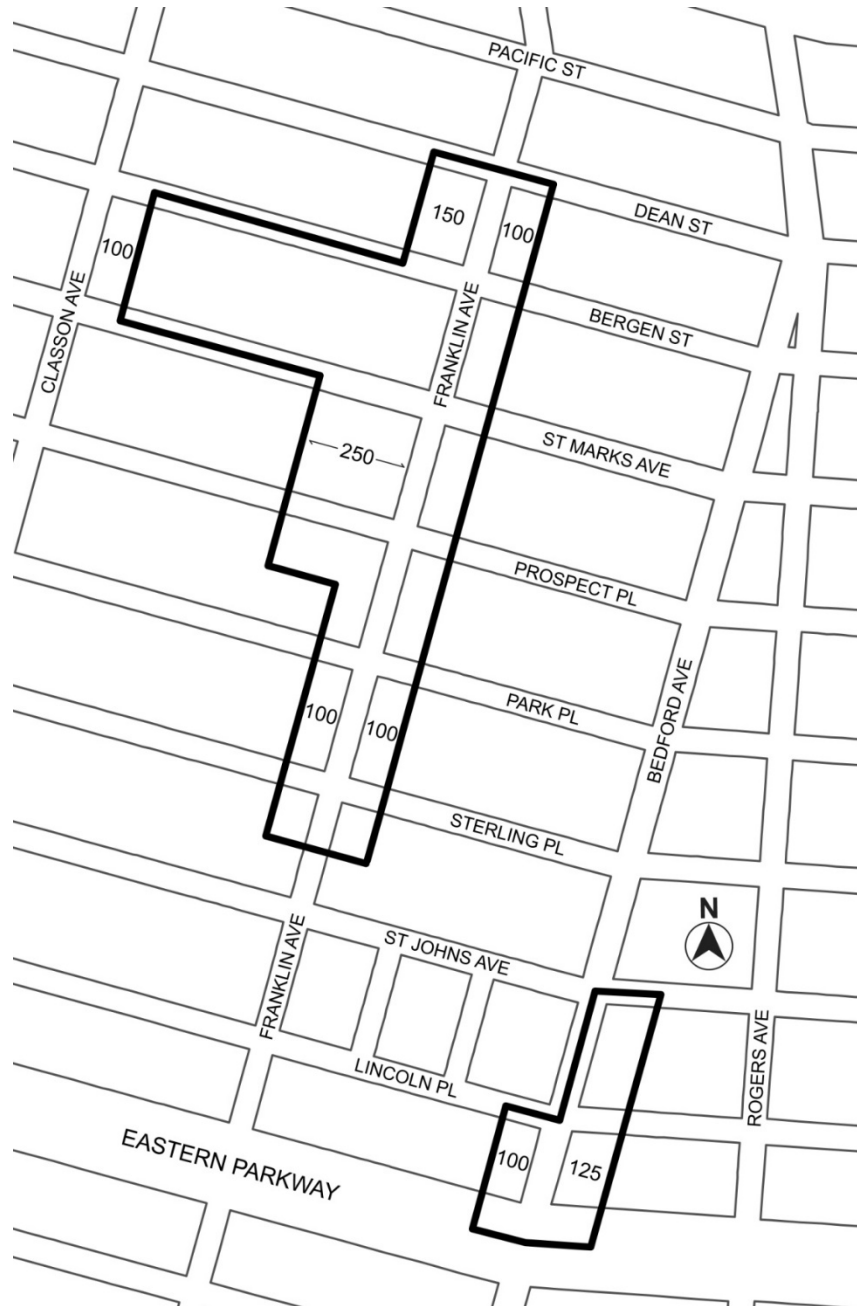 PACIFIC ST
150
100
DEAN ST
100
CLASSON AVE
FRANKLIN AVE
BERGEN ST
250
ST MARKS AVE
PROSPECT PL
100
100
PARK PL
BEDFORD AVE
STERLING PL
N
FRANKLIN AVE
ST JOHNS AVE
ROGERS AVE
LINCOLN PL
EASTERN PARKWAY
100
125